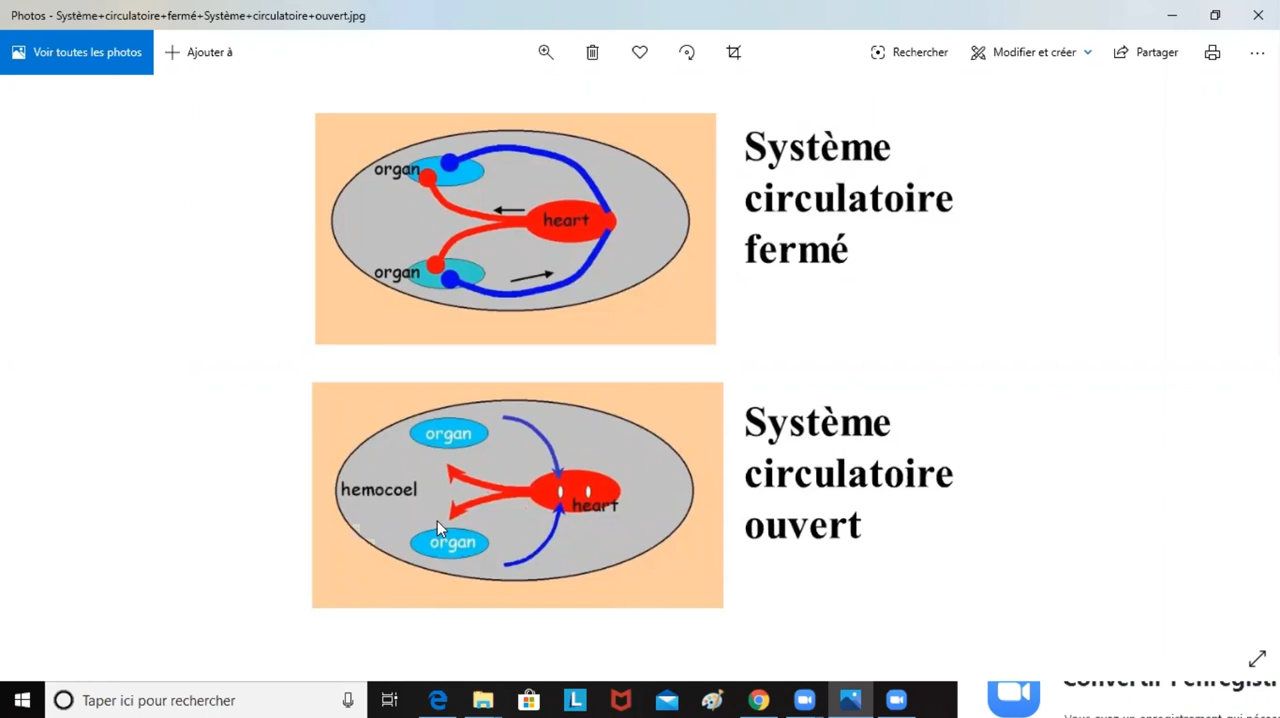 Photos - Système+circulatoire+fermé+Système+circulatoire+ouvert.jpg
Voir toutes les photos
Ajouter à
Rechercher
Modifier et créer
Partager
organ
heart
organ
Système
circulatoire
fermé
organ
hemocoel
heart
organ
Système
circulatoire
ouvert
Taper ici pour rechercher
L